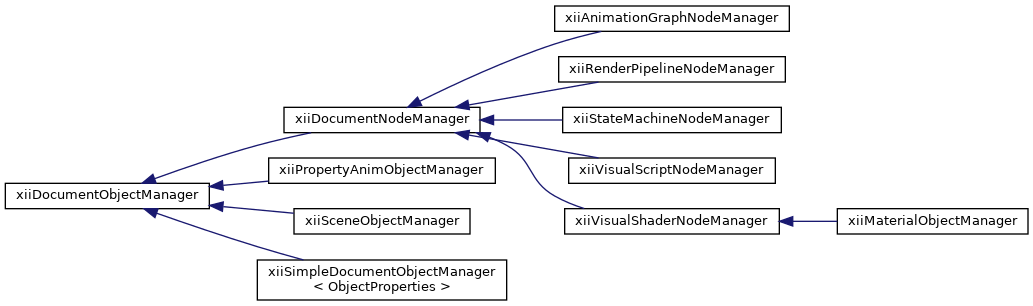 xiiAnimationGraphNodeManager
xiiRenderPipelineNodeManager
xiiDocumentNodeManager
xiiStateMachineNodeManager
xiiPropertyAnimObjectManager
xiiVisualScriptNodeManager
xiiDocumentObjectManager
xiiSceneObjectManager
xiiVisualShaderNodeManager
xiiMaterialObjectManager
xiiSimpleDocumentObjectManager
< ObjectProperties >